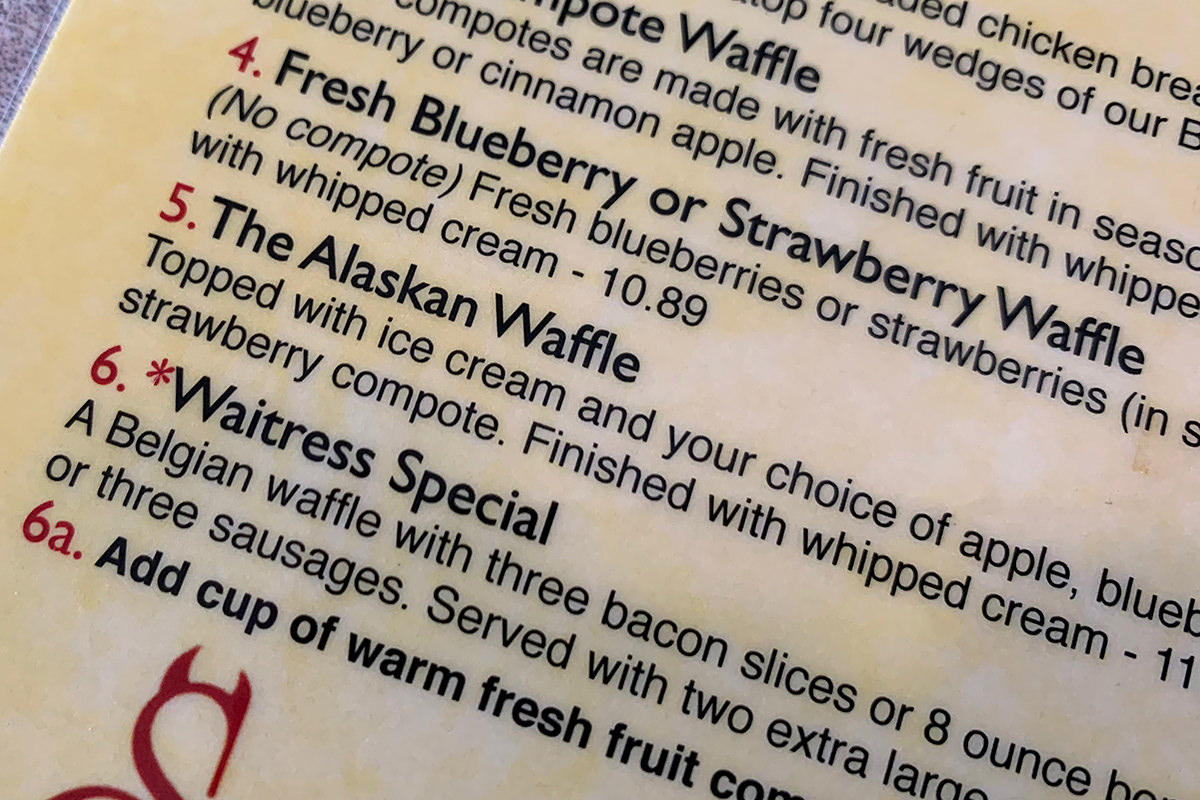 chicken
top four wedges of our
Waffle
compotes are made with fresh fruit in
blueberry or cinnamon apple. Finished with
4. Fresh Blueberry or Strawberry Waffle
(No compote) Fresh blueberries or strawberries (in
with whipped cream - 10.89
5. The Alaskan Waffle
Topped with ice cream and your choice of apple,
strawberry compote. Finished with whipped cream - 11
6. *Waitress Special
A Belgian waffle with three bacon slices or 8 ounce
or three sausages. Served with two extra large
6a. Add cup of warm fresh fruit